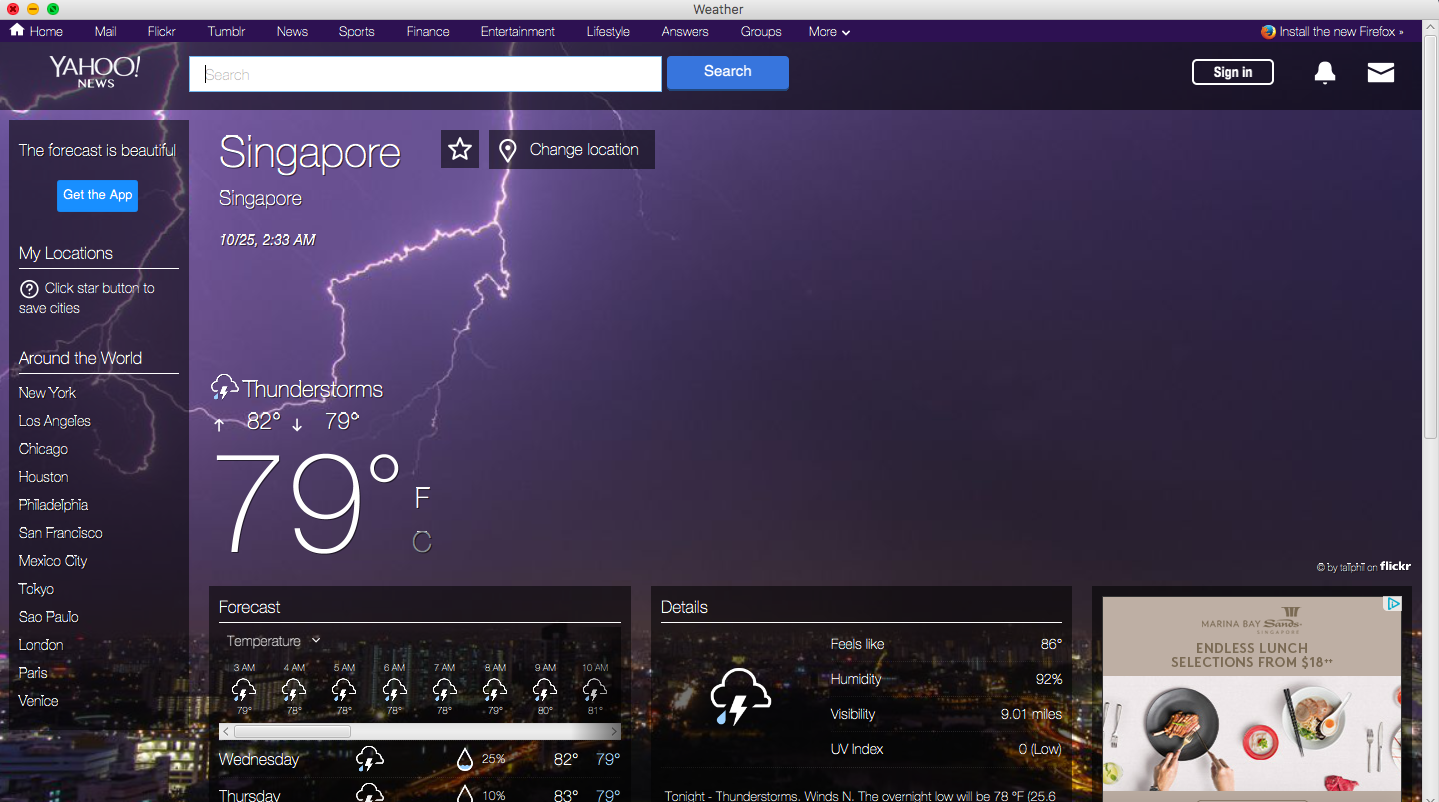 Weather
Home Mail Flickr Tumblr News Sports Finance Entertainment Lifestyle Answers Groups More Install the new Firefox »
YAHOO!
NEWS
Search
Search
Sign in
The forecast is beautiful
Get the App
My Locations
Click star button to
save cities
Around the World
New York
Los Angeles
Chicago
Houston
Philadelphia
San Francisco
Mexico City
Tokyo
Sao Paulo
London
Paris
Venice
Singapore
Change location
Singapore
10/25, 2:33 AM
Thunderstorms
82° 79°
79°
F
C
© by taiphii on flickr
Forecast
Temperature
3 AM 4 AM 5 AM 6 AM 7 AM 8 AM 9 AM 10 AM
79° 78° 78° 78° 78° 79° 80° 81°
Wednesday 25% 82° 79°
Thursday 10% 83° 79°
Details
Feels like 86°
Humidity 92%
Visibility 9.01 miles
UV Index 0 (Low)
Tonight - Thunderstorms. Winds N. The overnight low will be 78 °F (25.6
MARINA BAY Sands
SINGAPORE
ENDLESS LUNCH
SELECTIONS FROM $18++